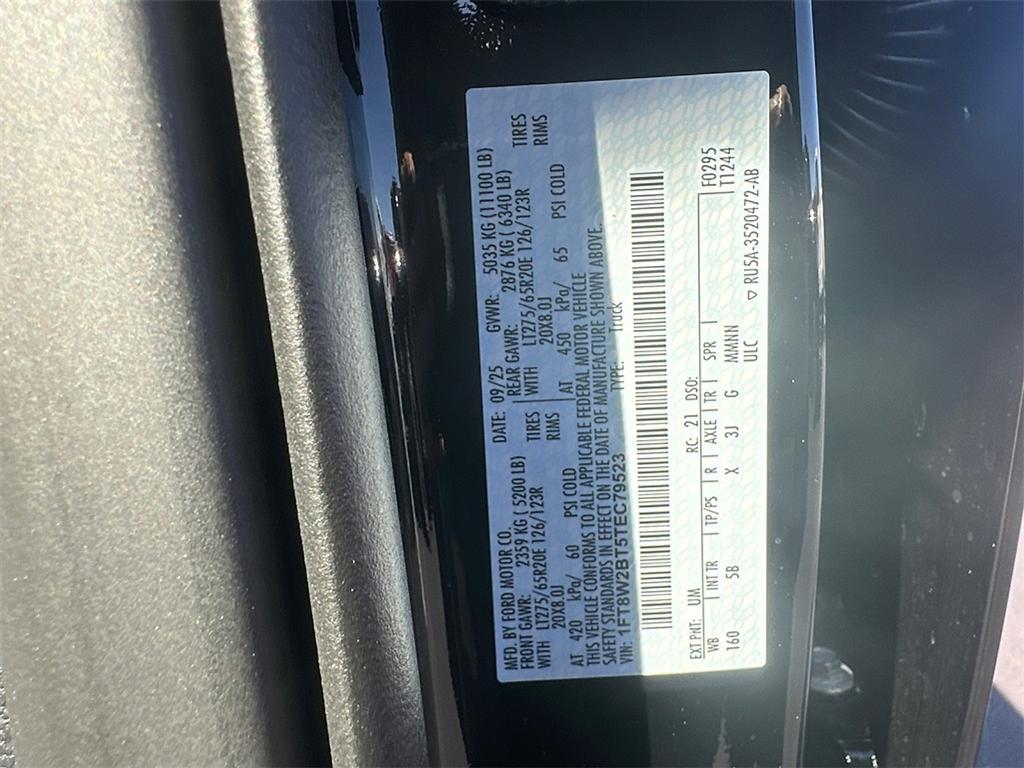 MFD. BY FORD MOTOR CO.
DATE: 09/25 GVWR: 5035 KG (11100 LB)
FRONT GAWR: 2359 KG ( 5200 LB)
REAR GAWR: 2876 KG ( 6340 LB)
WITH LT275/65R20E 126/123R TIRES
WITH LT275/65R20E 126/123R TIRES
20X8.0J RIMS
20X8.0J RIMS
AT 420 kPa/ 60 PSI COLD
AT 450 kPa/ 65 PSI COLD
THIS VEHICLE CONFORMS TO ALL APPLICABLE FEDERAL MOTOR VEHICLE
SAFETY STANDARDS IN EFFECT ON THE DATE OF MANUFACTURE SHOWN ABOVE.
VIN: 1FT8W2BT5TEC79523 TYPE: Truck
EXT PNT: UM RC: 21 DSO: F0295
WB INT TR TP/PS R AXLE TR SPR T1244
160 5B X 3J G MMNN
ULC ▽ RU5A-3520472-AB